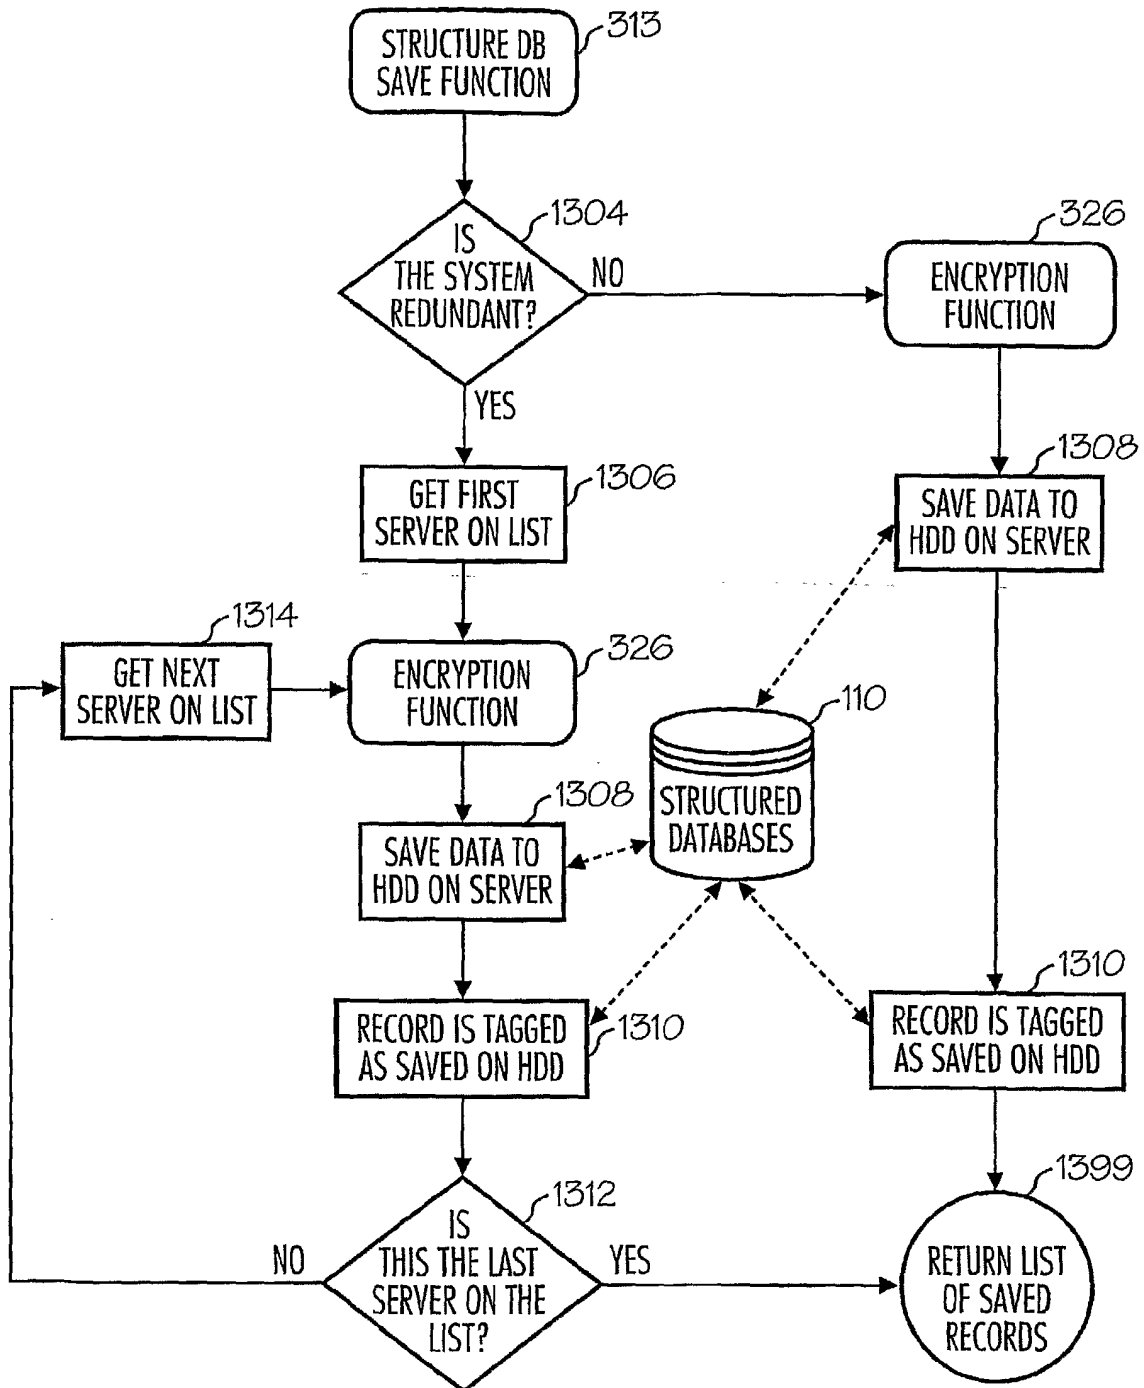 313
STRUCTURE DB
SAVE FUNCTION
1304
IS
THE SYSTEM
REDUNDANT?
NO
326
ENCRYPTION
FUNCTION
YES
1306
GET FIRST
SERVER ON LIST
1308
SAVE DATA TO
HDD ON SERVER
1314
GET NEXT
SERVER ON LIST
326
ENCRYPTION
FUNCTION
110
STRUCTURED
DATABASES
1308
SAVE DATA TO
HDD ON SERVER
1310
RECORD IS TAGGED
AS SAVED ON HDD
1310
RECORD IS TAGGED
AS SAVED ON HDD
1312
IS
THIS THE LAST
SERVER ON THE
LIST?
NO
YES
1399
RETURN LIST
OF SAVED
RECORDS